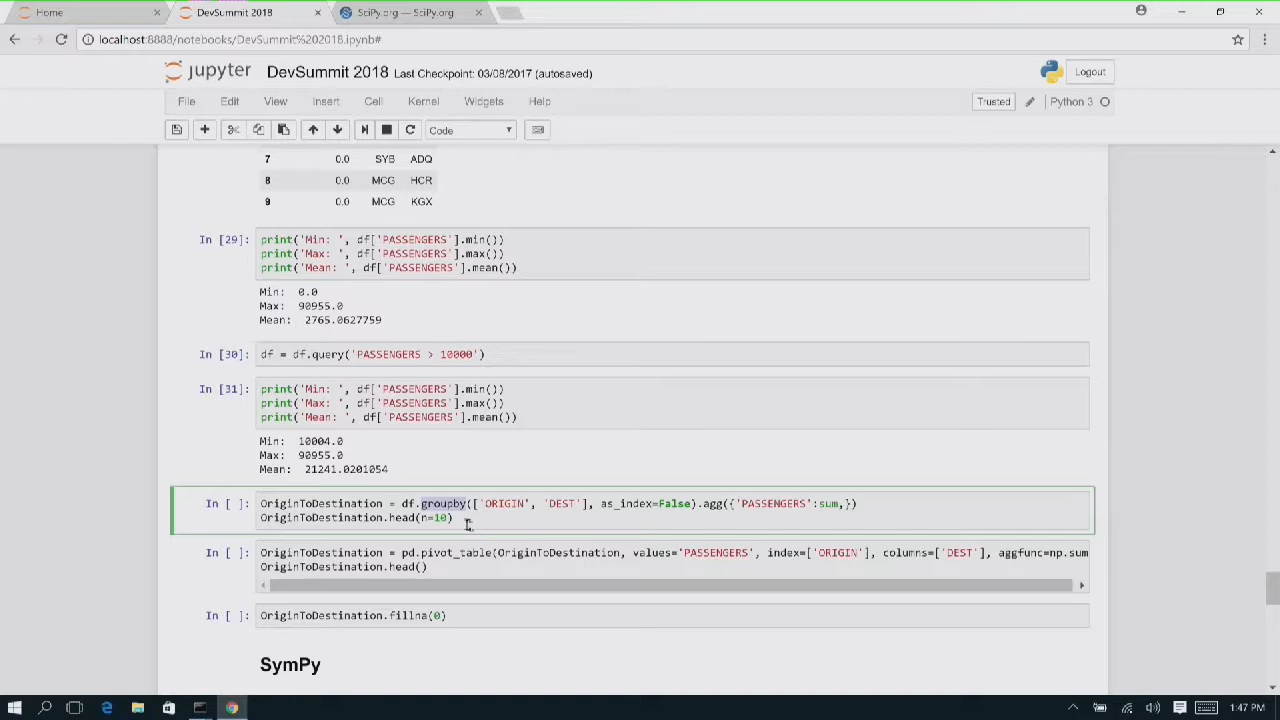 Home
DevSummit 2018
SciPy.org — SciPy.org
localhost:8888/notebooks/DevSummit%202018.ipynb#
jupyter DevSummit 2018 Last Checkpoint: 03/08/2017 (autosaved)
Logout
File Edit View Insert Cell Kernel Widgets Help
Trusted Python 3
Code
7 0.0 SYB ADQ
8 0.0 MCG HCR
9 0.0 MCG KGX
In [29]: print('Min: ', df['PASSENGERS'].min())
print('Max: ', df['PASSENGERS'].max())
print('Mean: ', df['PASSENGERS'].mean())
Min: 0.0
Max: 90955.0
Mean: 2765.0627759
In [30]: df = df.query('PASSENGERS > 10000')
In [31]: print('Min: ', df['PASSENGERS'].min())
print('Max: ', df['PASSENGERS'].max())
print('Mean: ', df['PASSENGERS'].mean())
Min: 10004.0
Max: 90955.0
Mean: 21241.0201054
In [ ]: OriginToDestination = df.groupby(['ORIGIN', 'DEST'], as_index=False).agg({'PASSENGERS':sum,})
OriginToDestination.head(n=10)
In [ ]: OriginToDestination = pd.pivot_table(OriginToDestination, values='PASSENGERS', index=['ORIGIN'], columns=['DEST'], aggfunc=np.sum
OriginToDestination.head()
In [ ]: OriginToDestination.fillna(0)
SymPy
1:47 PM